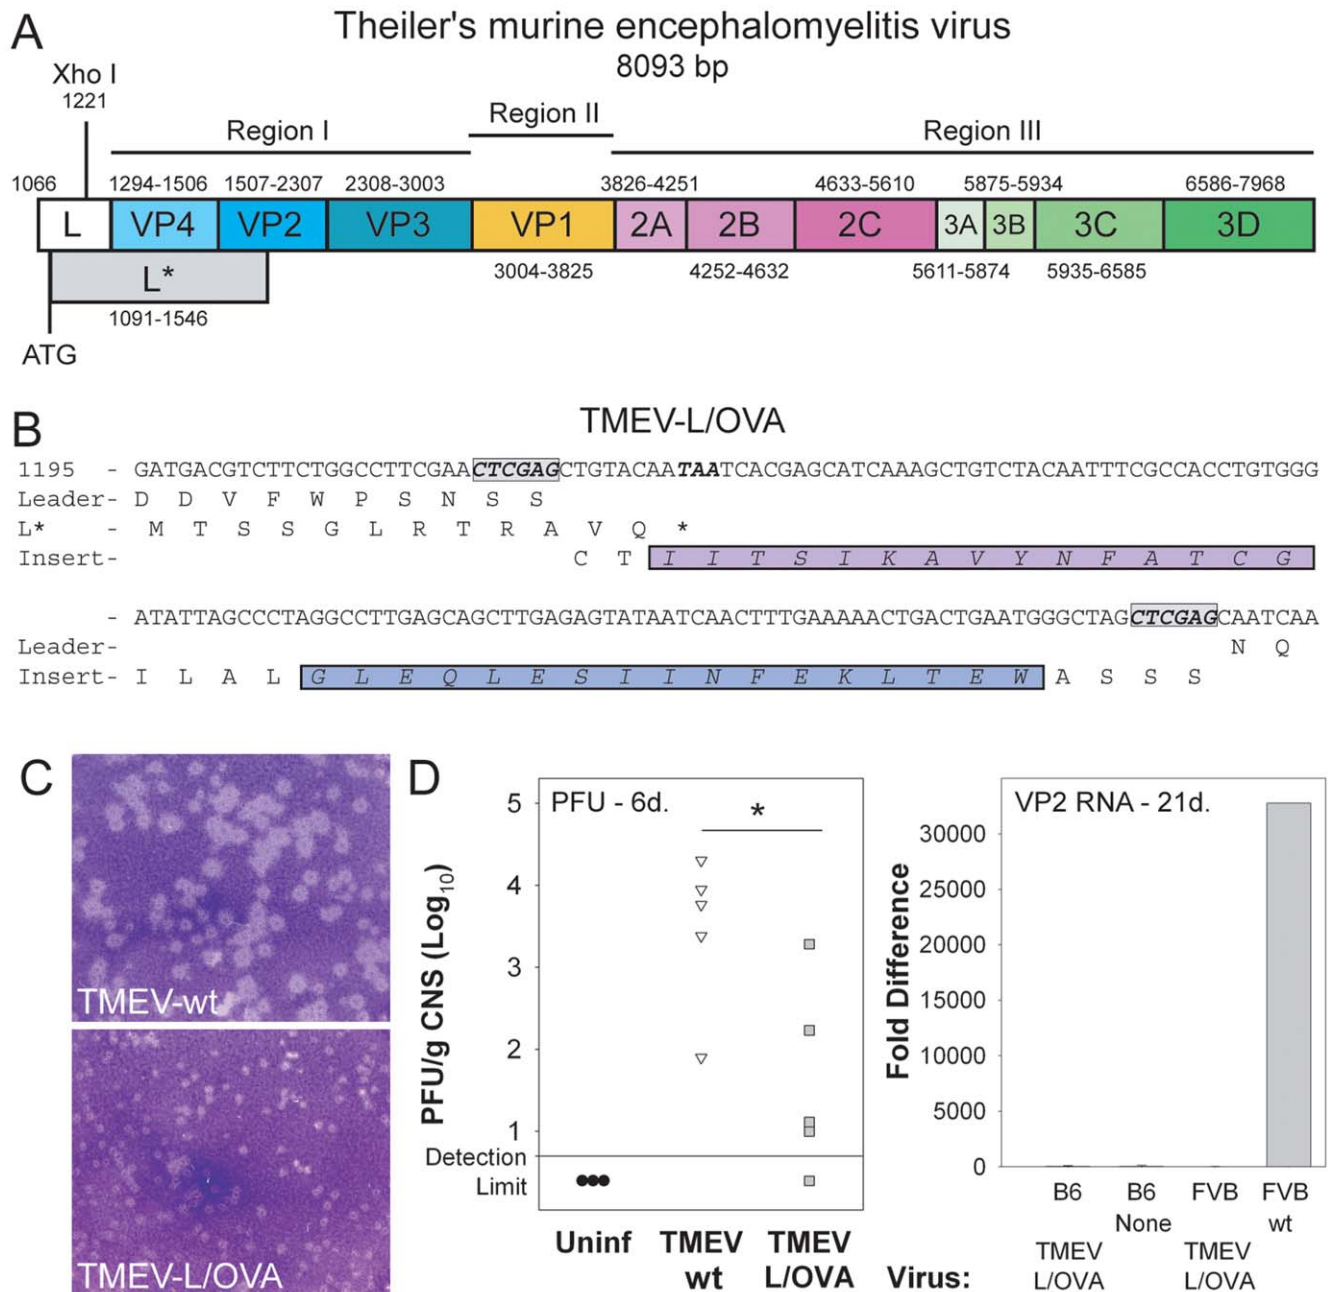 A
Theiler's murine encephalomyelitis virus
8093 bp
Xho I
1221
Region I
Region II
Region III
1066
1294-1506
1507-2307
2308-3003
3826-4251
4633-5610
5875-5934
6586-7968
L
VP4
VP2
VP3
VP1
2A
2B
2C
3A
3B
3C
3D
L*
3004-3825
4252-4632
5611-5874
5935-6585
1091-1546
ATG
B
TMEV-L/OVA
1195 - GATGACGTCTTCTGGCCTTCGAACTCGAGCTGTACAATAATCACGAGCATCAAAGCTGTCTACAATTTCGCCACCTGTGGG
Leader- D D V F W P S N S S
L* - M T S S G L R T R A V Q *
Insert- C T I I T S I K A V Y N F A T C G
- ATATTAGCCCTAGGCCTTGAGCAGCTTGAGAGTATAATCAACTTTGAAAAACTGACTGAATGGGCTAGCTCGAGCAATCAA
Leader- N Q
Insert- I L A L G L E Q L E S I I N F E K L T E W A S S S
C
TMEV-wt
TMEV-L/OVA
D
PFU - 6d.
*
PFU/g CNS (Log10)
5
4
3
2
1
Detection
Limit
Uninf
TMEV
wt
TMEV
L/OVA
VP2 RNA - 21d.
Fold Difference
30000
25000
20000
15000
10000
5000
0
B6
B6
FVB
FVB
None
wt
TMEV
L/OVA
TMEV
L/OVA
Virus: